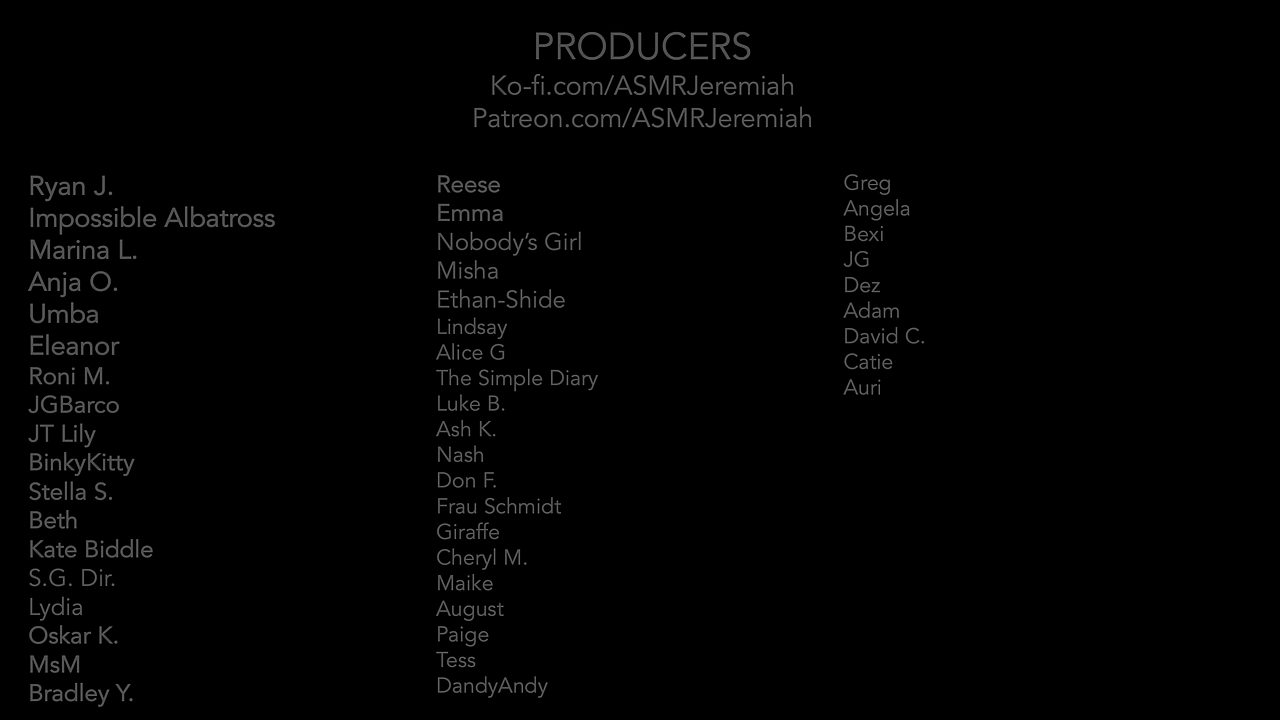 PRODUCERS
Ko-fi.com/ASMRJeremiah
Patreon.com/ASMRJeremiah
Ryan J.
Impossible Albatross
Marina L.
Anja O.
Umba
Eleanor
Roni M.
JGBarco
JT Lily
BinkyKitty
Stella S.
Beth
Kate Biddle
S.G. Dir.
Lydia
Oskar K.
MsM
Bradley Y.
Reese
Emma
Nobody’s Girl
Misha
Ethan-Shide
Lindsay
Alice G
The Simple Diary
Luke B.
Ash K.
Nash
Don F.
Frau Schmidt
Giraffe
Cheryl M.
Maike
August
Paige
Tess
DandyAndy
Greg
Angela
Bexi
JG
Dez
Adam
David C.
Catie
Auri